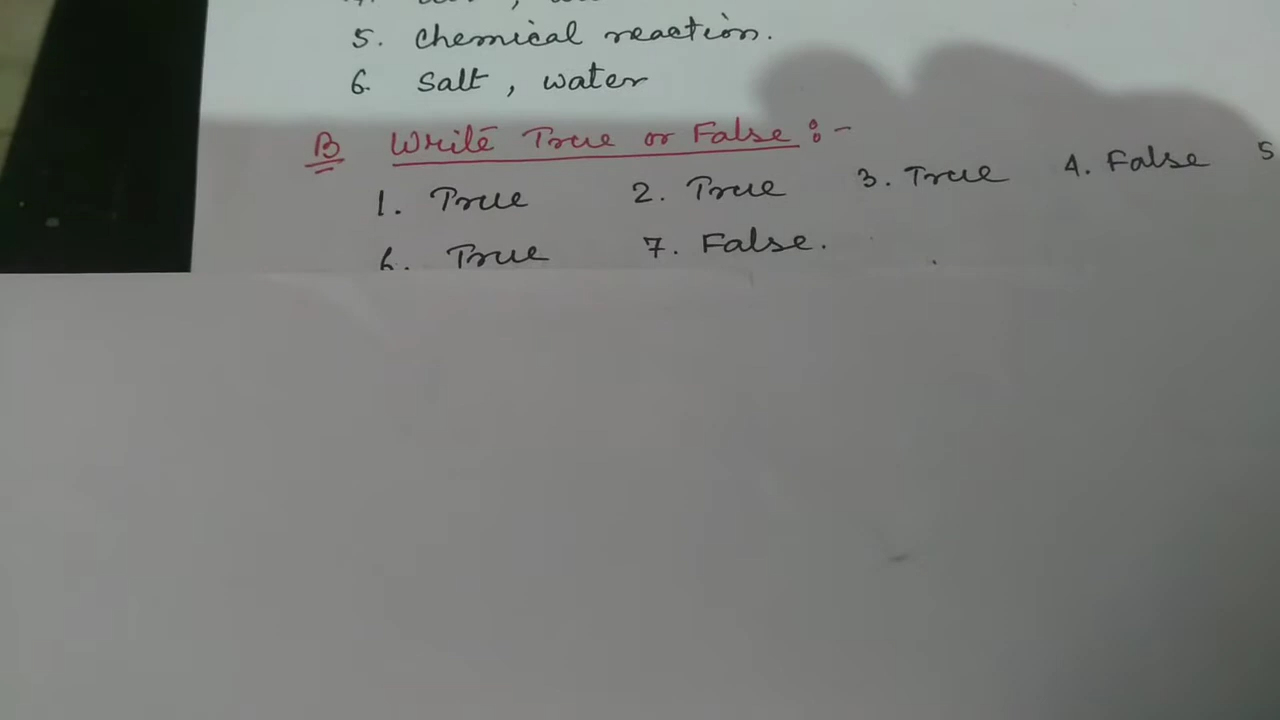 5. Chemical reaction.
6. Salt, water
B Write True or False :-
1. True 2. True 3. True 4. False 5
6. True 7. False.